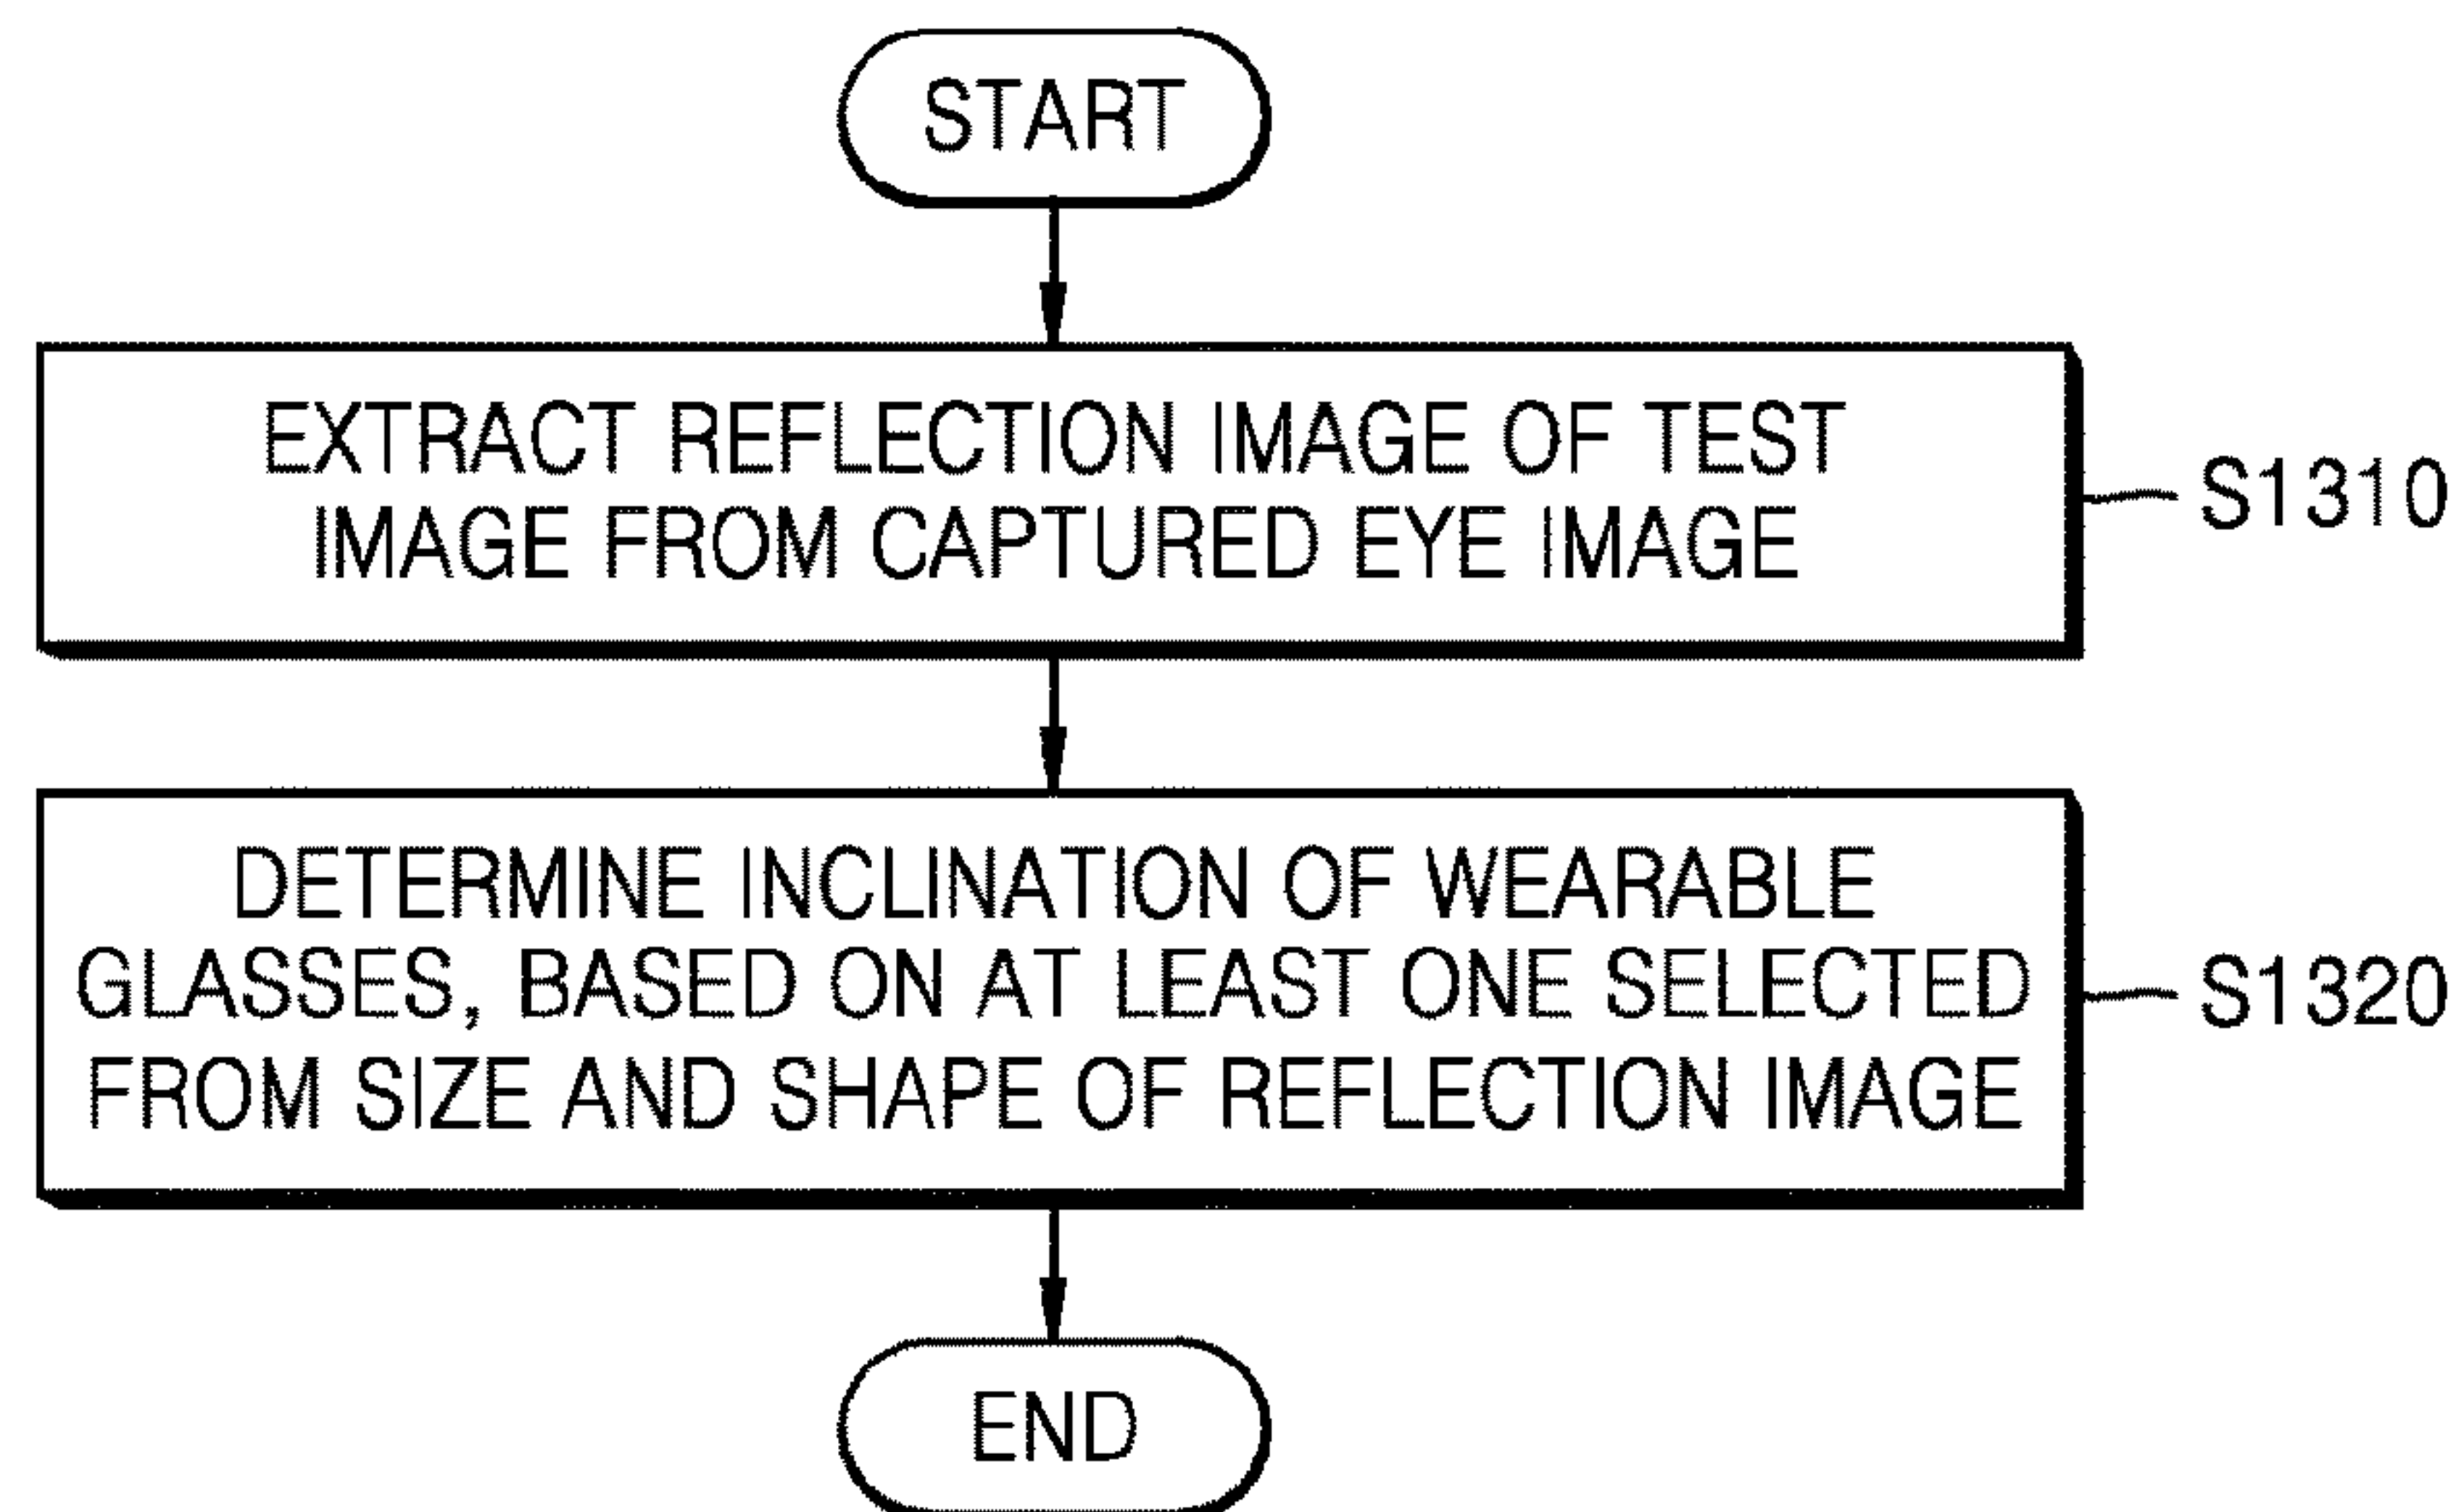 START
EXTRACT REFLECTION IMAGE OF TEST
IMAGE FROM CAPTURED EYE IMAGE
S1310
DETERMINE INCLINATION OF WEARABLE
GLASSES, BASED ON AT LEAST ONE SELECTED
FROM SIZE AND SHAPE OF REFLECTION IMAGE
S1320
END